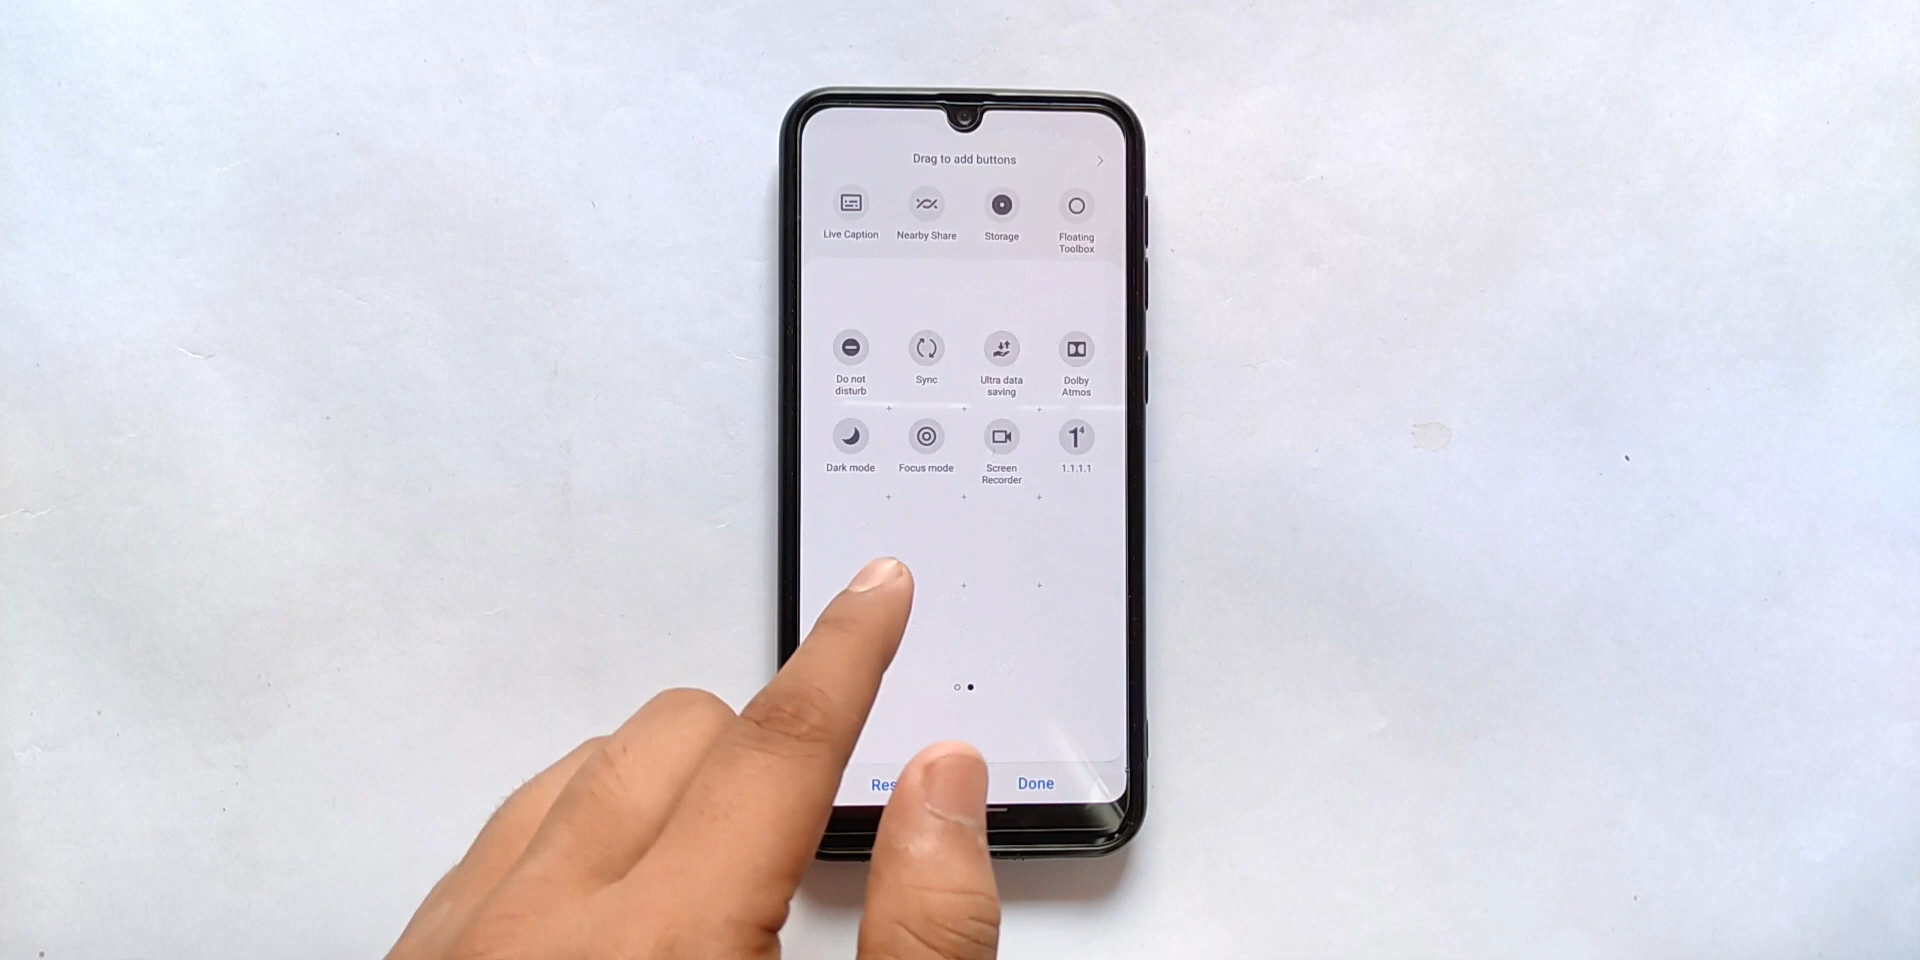 Drag to add buttons
Live Caption
Nearby Share
Storage
Floating
Toolbox
Do not
disturb
Sync
Ultra data
saving
Dolby
Atmos
Dark mode
Focus mode
Screen
Recorder
1⁴
1.1.1.1
Done